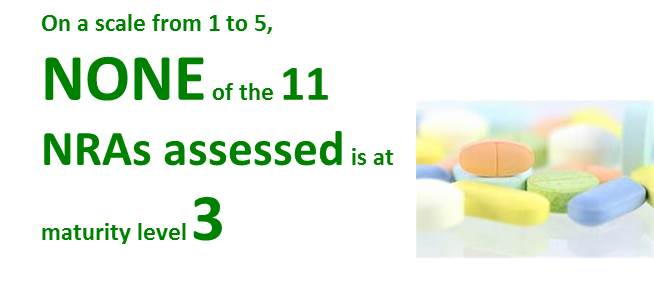 On a scale from 1 to 5,
NONE of the 11
NRAs assessed is at
maturity level 3